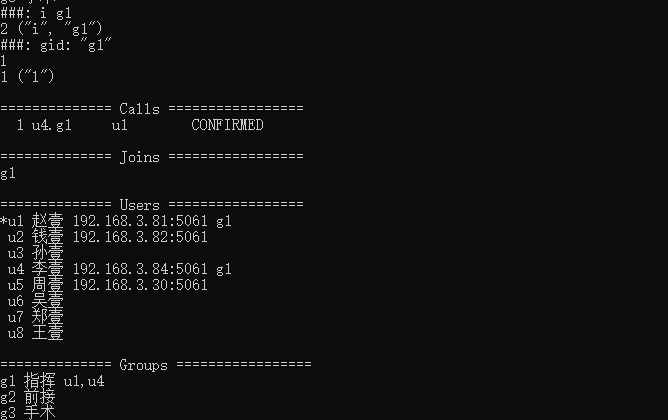 ###: i g1
2 ("i", "g1")
###: gid: "g1"
l
1 ("l")
============== Calls =================
1 u4.g1 u1 CONFIRMED
============== Joins =================
g1
============== Users =================
*u1 赵壹 192.168.3.81:5061 g1
u2 钱壹 192.168.3.82:5061
u3 孙壹
u4 李壹 192.168.3.84:5061 g1
u5 周壹 192.168.3.30:5061
u6 吴壹
u7 郑壹
u8 王壹
============== Groups =================
g1 指挥 u1,u4
g2 前接
g3 手术